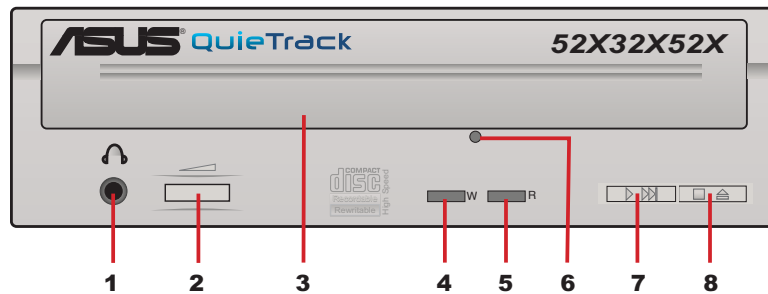 ASUS® QuieTrack 52X32X52X
COMPACT
disc
Recordable
Rewritable
High Speed
W R
1 2 3 4 5 6 7 8